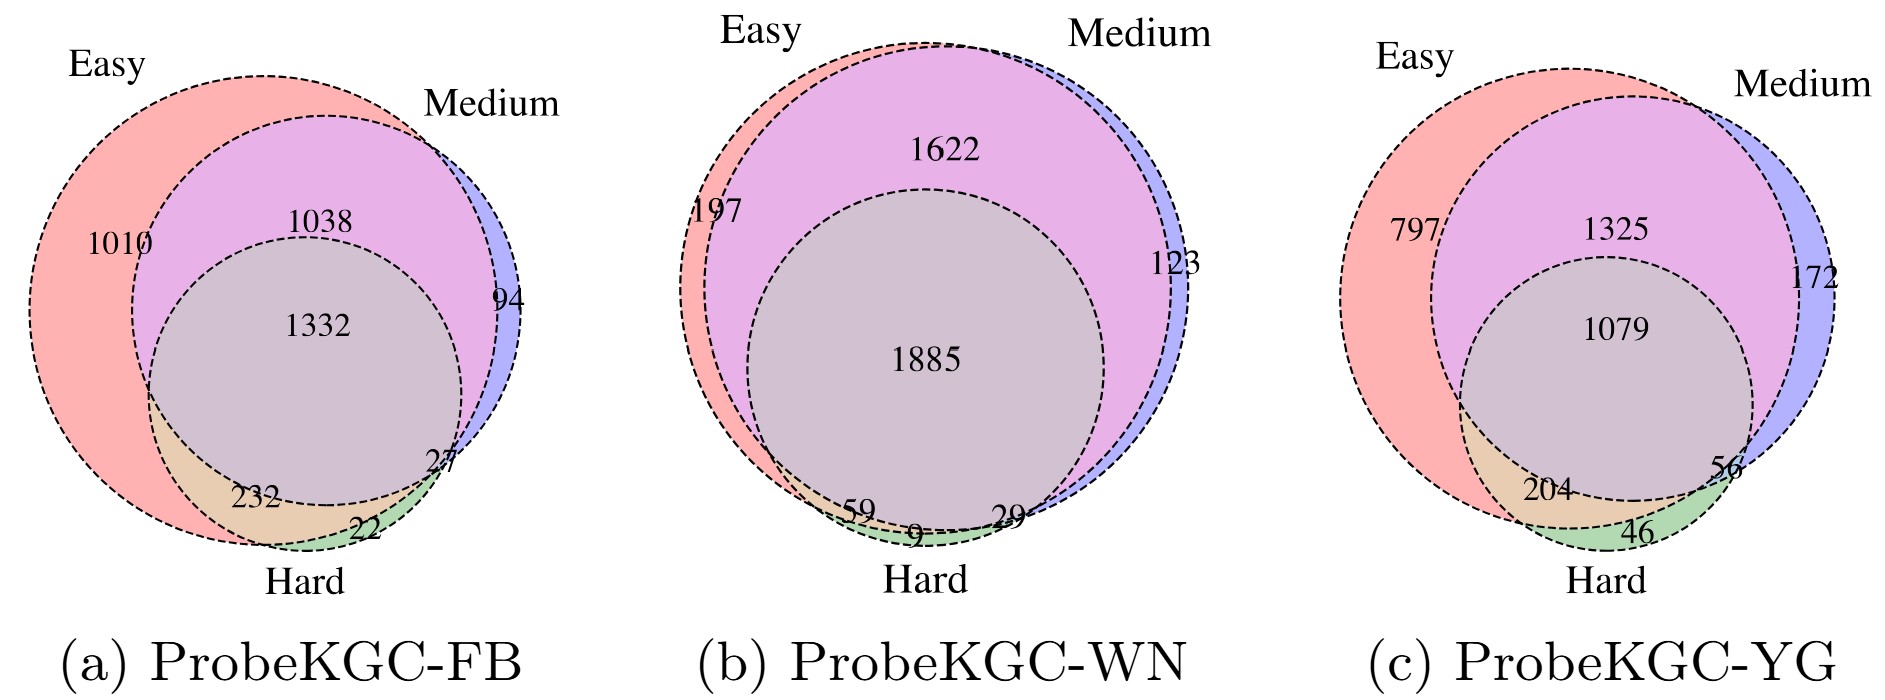 Easy
Medium
1010
1038
94
1332
27
232
22
Hard
(a) ProbeKGC-FB
Easy
Medium
1622
197
123
1885
59
29
9
Hard
(b) ProbeKGC-WN
Easy
Medium
797
1325
172
1079
56
204
46
Hard
(c) ProbeKGC-YG